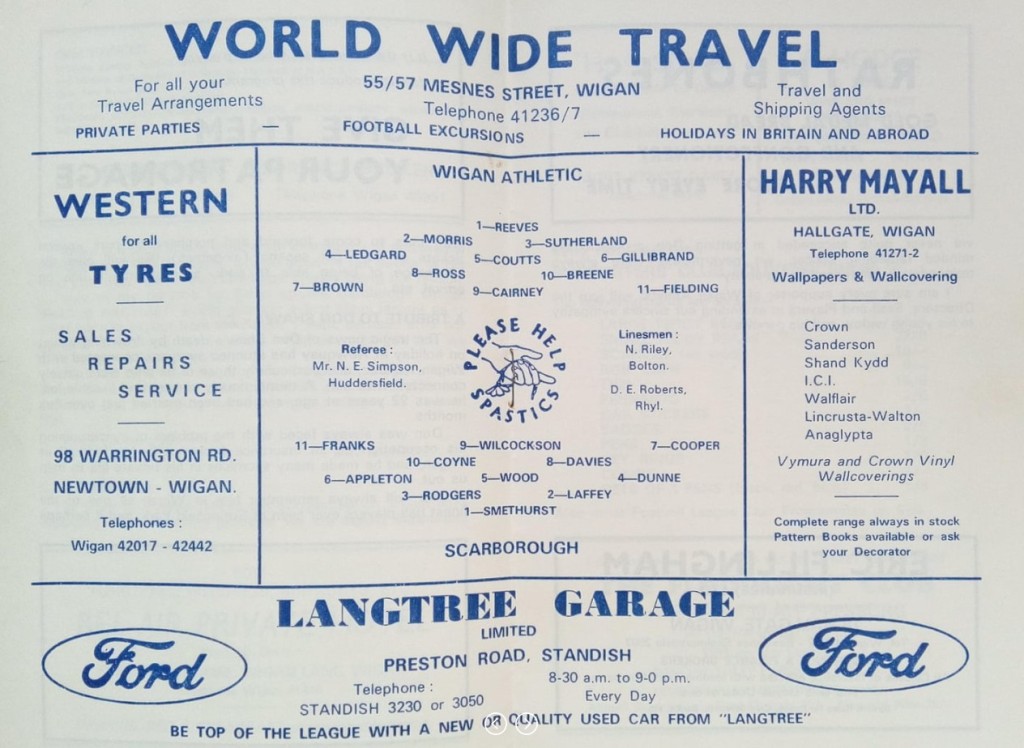 WORLD WIDE TRAVEL
For all your
Travel Arrangements
55/57 MESNES STREET, WIGAN
Telephone 41236/7
Travel and
Shipping Agents
PRIVATE PARTIES — FOOTBALL EXCURSIONS — HOLIDAYS IN BRITAIN AND ABROAD
WESTERN
for all
TYRES
SALES
REPAIRS
SERVICE
98 WARRINGTON RD.
NEWTOWN - WIGAN.
Telephones :
Wigan 42017 - 42442
WIGAN ATHLETIC
1—REEVES
2—MORRIS 3—SUTHERLAND
4—LEDGARD 5—COUTTS 6—GILLIBRAND
8—ROSS 10—BREENE
7—BROWN 9—CAIRNEY 11—FIELDING
Referee :
Mr. N. E. Simpson,
Huddersfield.
PLEASE HELP
SPASTICS
Linesmen :
N. Riley,
Bolton.
D. E. Roberts,
Rhyl.
11—FRANKS 9—WILCOCKSON 7—COOPER
10—COYNE 8—DAVIES
6—APPLETON 5—WOOD 4—DUNNE
3—RODGERS 2—LAFFEY
1—SMETHURST
SCARBOROUGH
HARRY MAYALL
LTD.
HALLGATE, WIGAN
Telephone 41271-2
Wallpapers & Wallcovering
Crown
Sanderson
Shand Kydd
I.C.I.
Walflair
Lincrusta-Walton
Anaglypta
Vymura and Crown Vinyl
Wallcoverings
Complete range always in stock
Pattern Books available or ask
your Decorator
LANGTREE GARAGE
LIMITED
PRESTON ROAD, STANDISH
Ford
Telephone :
STANDISH 3230 or 3050
8-30 a.m. to 9-0 p.m.
Every Day
Ford
BE TOP OF THE LEAGUE WITH A NEW OR QUALITY USED CAR FROM "LANGTREE"